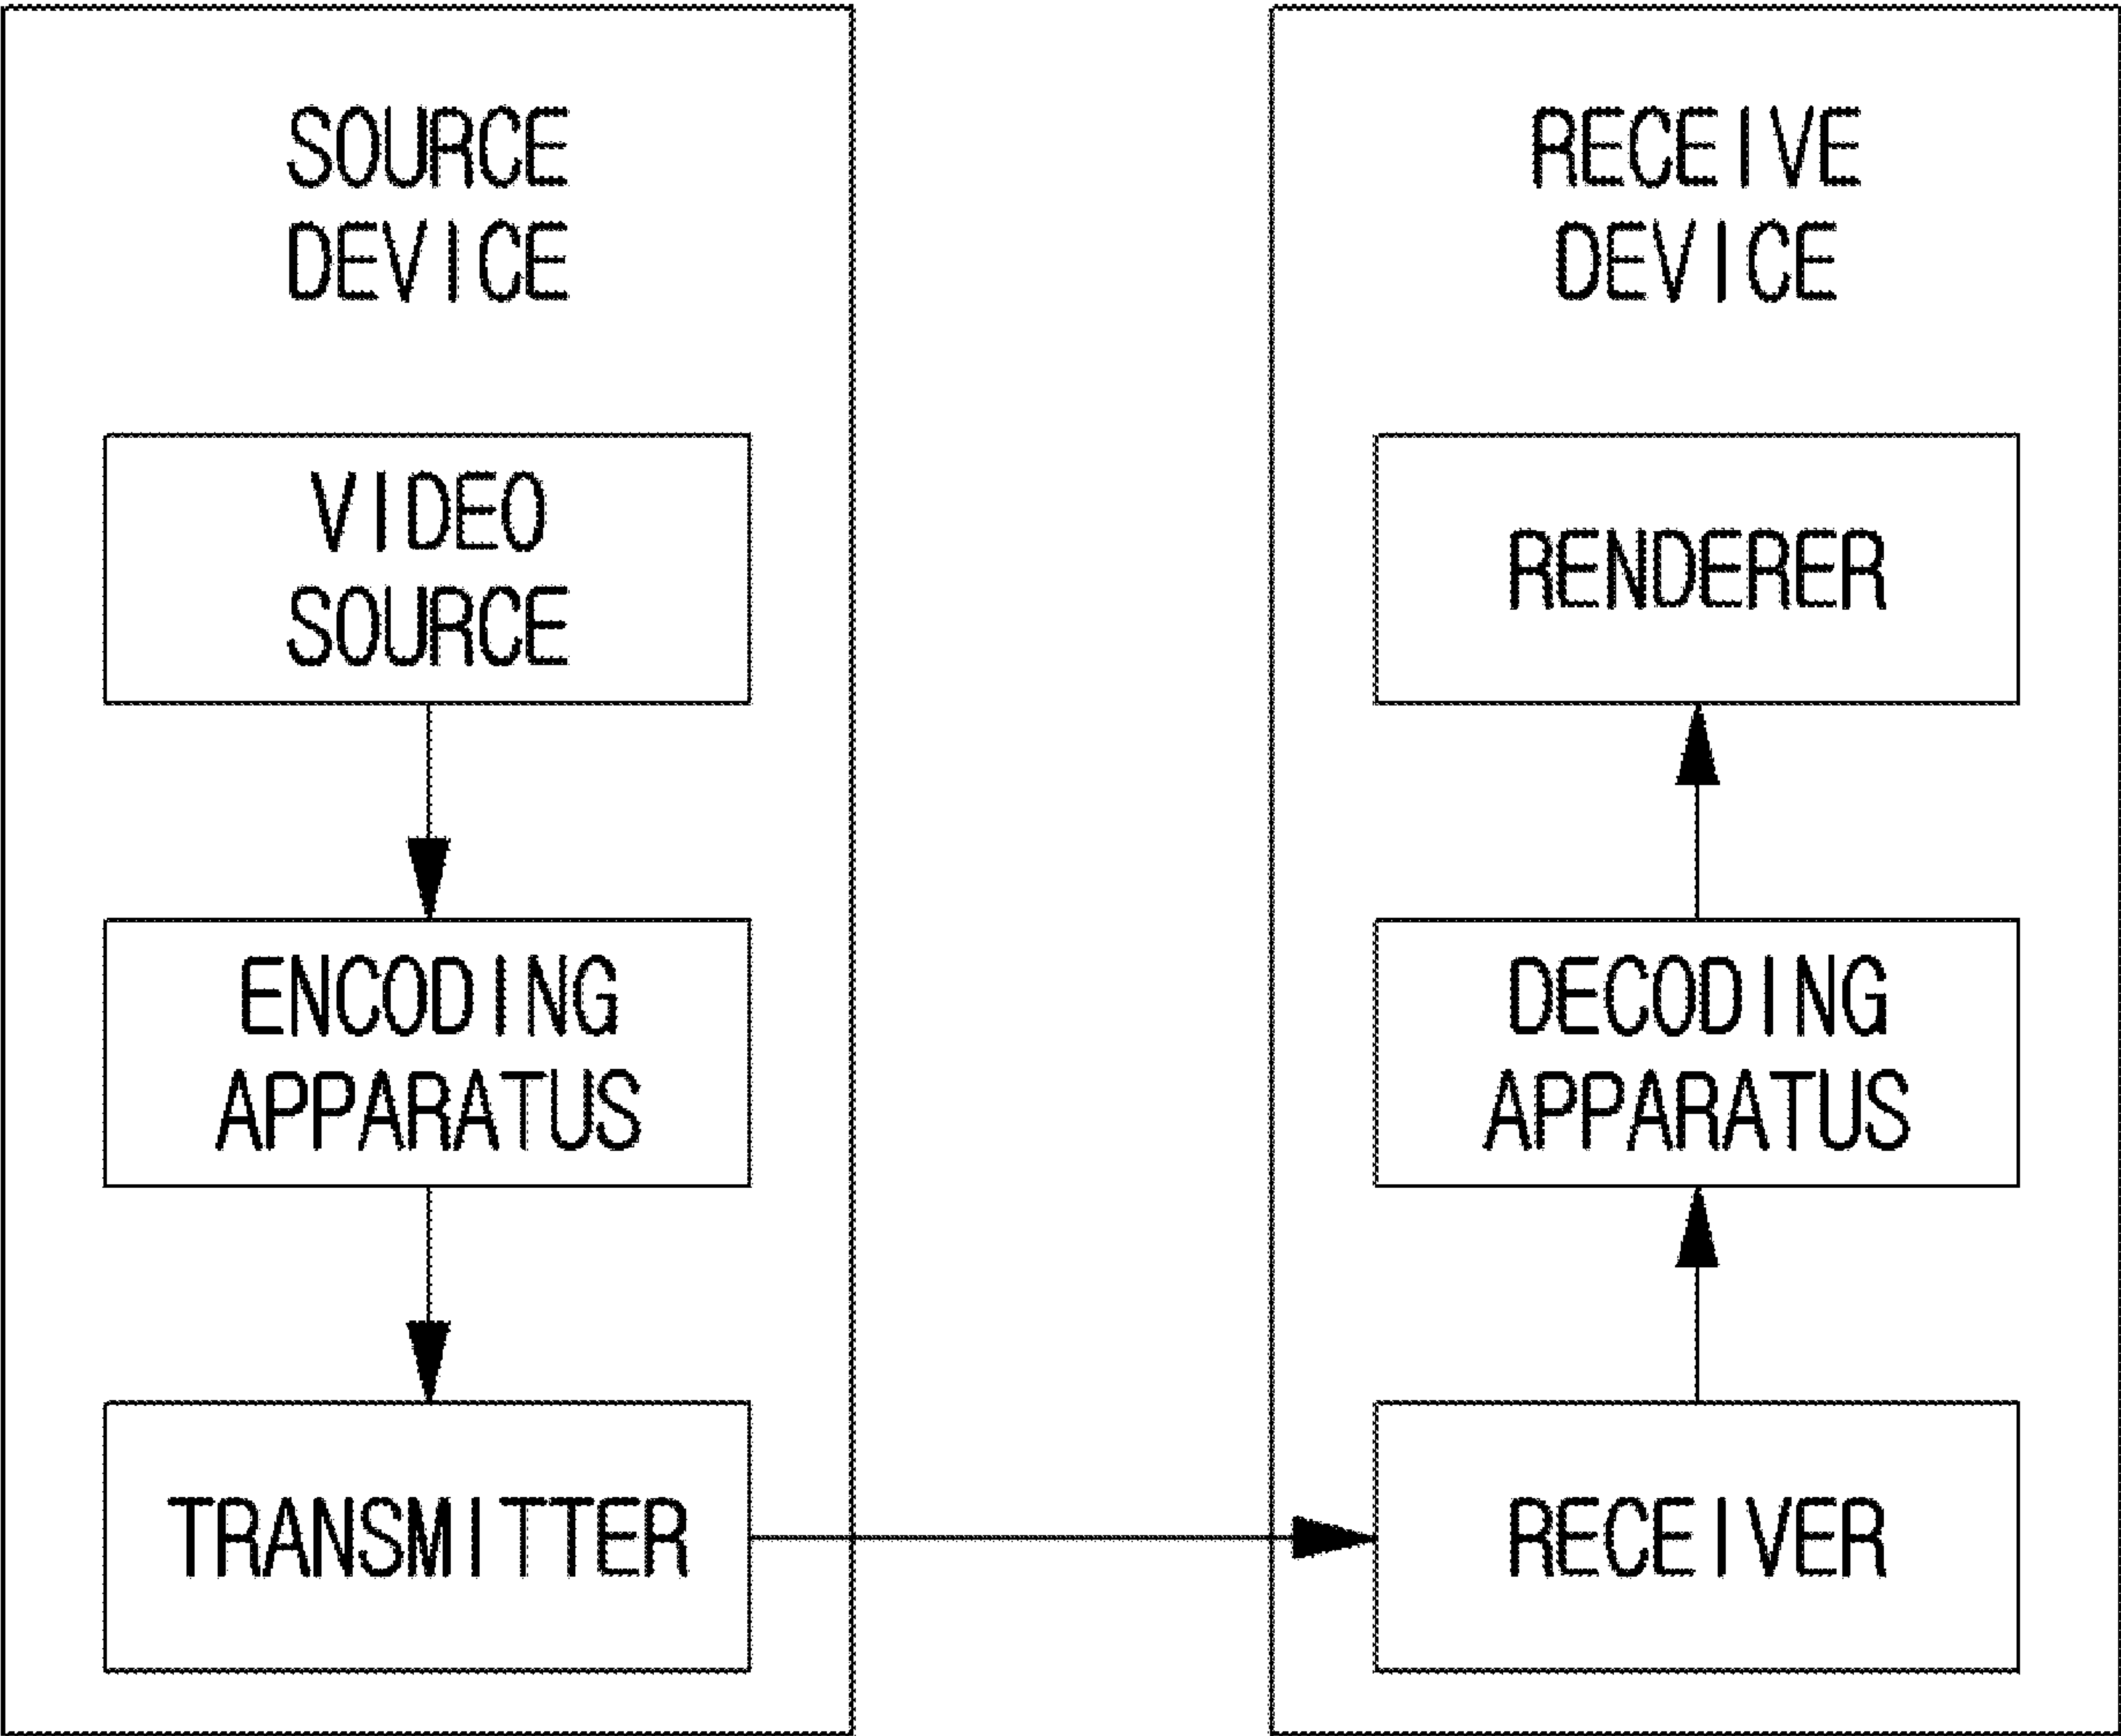 SOURCE
DEVICE
VIDEO
SOURCE
ENCODING
APPARATUS
TRANSMITTER
RECEIVE
DEVICE
RENDERER
DECODING
APPARATUS
RECEIVER